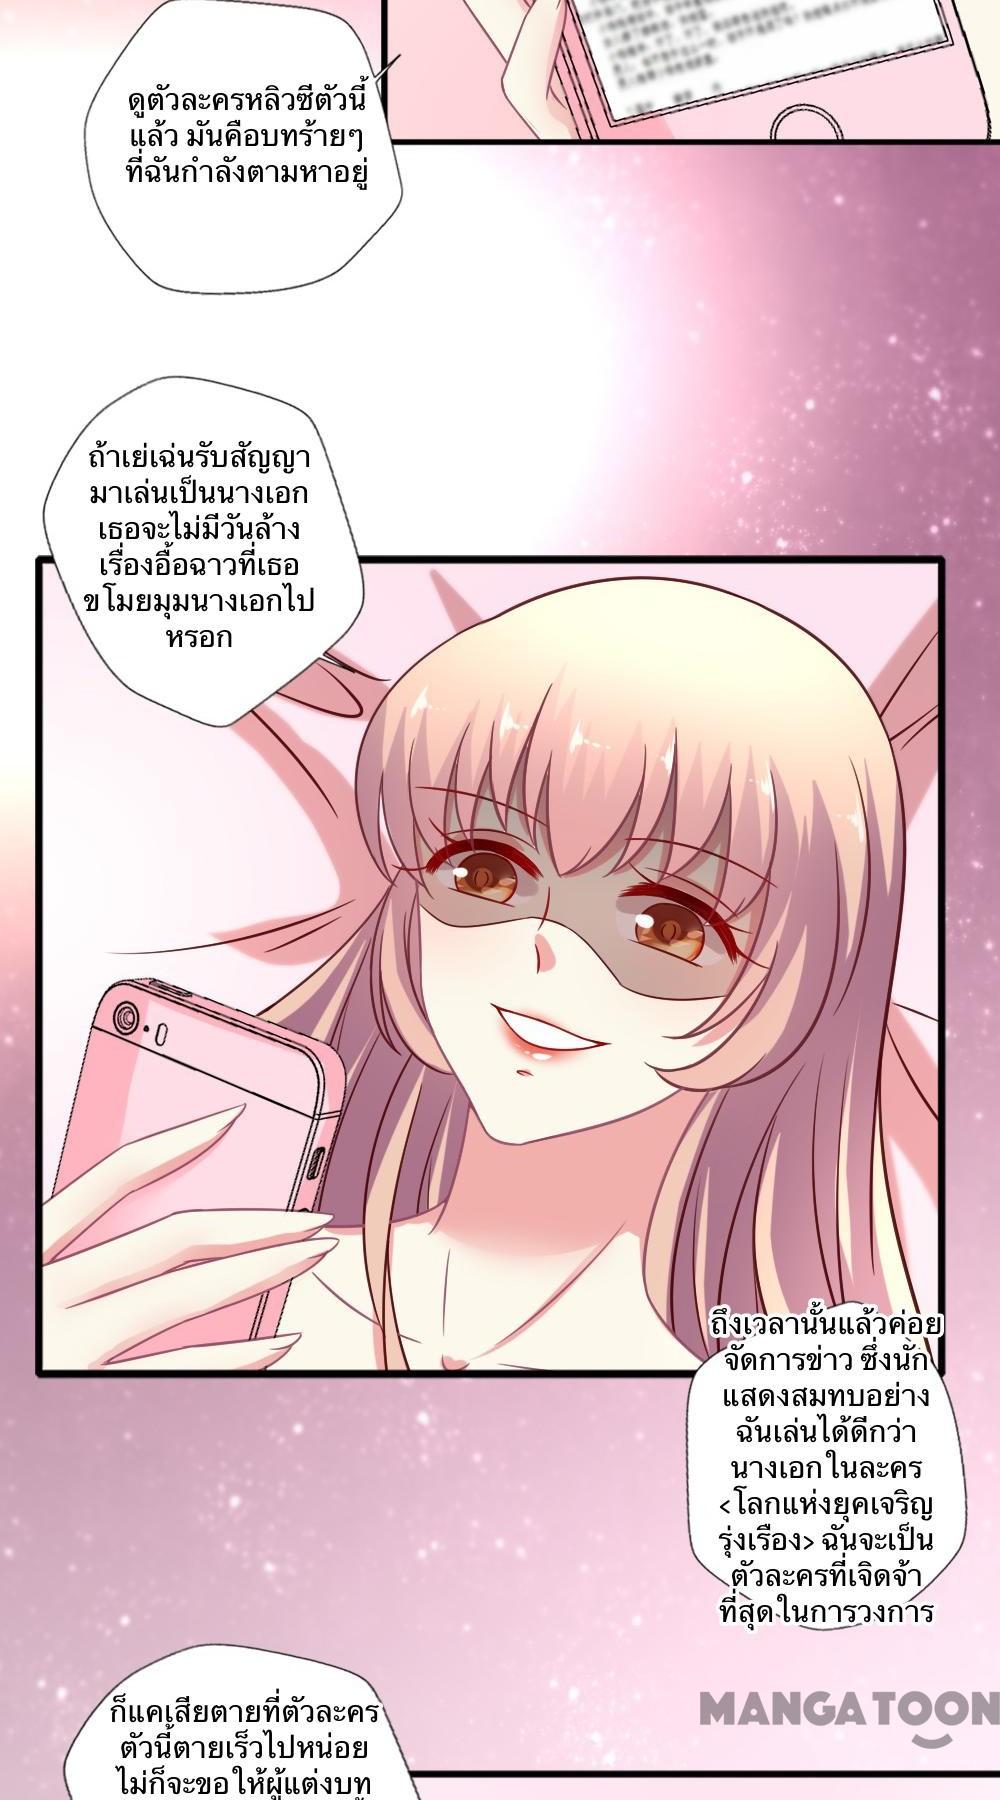 ดูตัวละครหลิวซีตัวนี้
แล้ว มันคือบทร้ายๆ
ที่ฉันกำลังตามหาอยู่
ถ้าเย่เฉ่นรับสัญญา
มาเล่นเป็นนางเอก
เธอจะไม่มีวันล้าง
เรื่องอื้อฉาวที่เธอ
ขโมยมุมนางเอกไป
หรอก
ถึงเวลานั้นแล้วค่อย
จัดการข่าว ซึ่งนัก
แสดงสมทบอย่าง
ฉันเล่นได้ดีกว่า
นางเอกในละคร
<โลกแห่งยุคเจริญ
รุ่งเรือง> ฉันจะเป็น
ตัวละครที่เจิดจ้า
ที่สุดในการวงการ
MANGATOON
ก็แค่เสียดายที่ตัวละคร
ตัวนี้ตายเร็วไปหน่อย
ไม่ก็จะขอให้ผู้แต่งบท